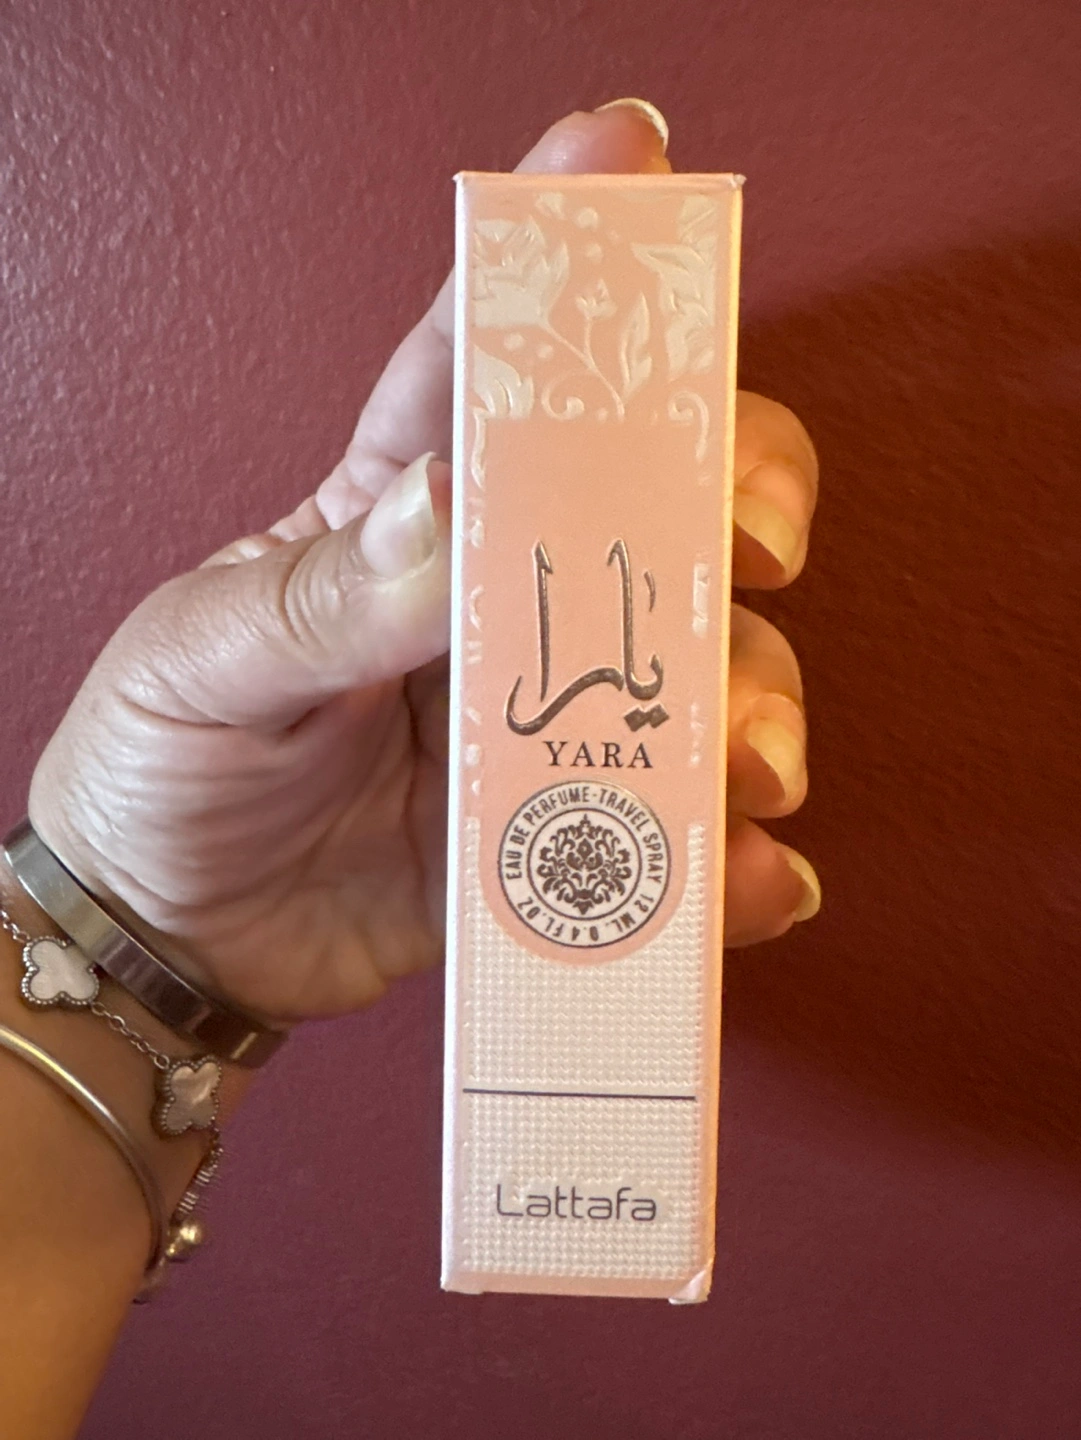 يارا
YARA
EAU DE PERFUME-TRAVEL SPRAY 12 ML. 0.4 FL.OZ
Lattafa